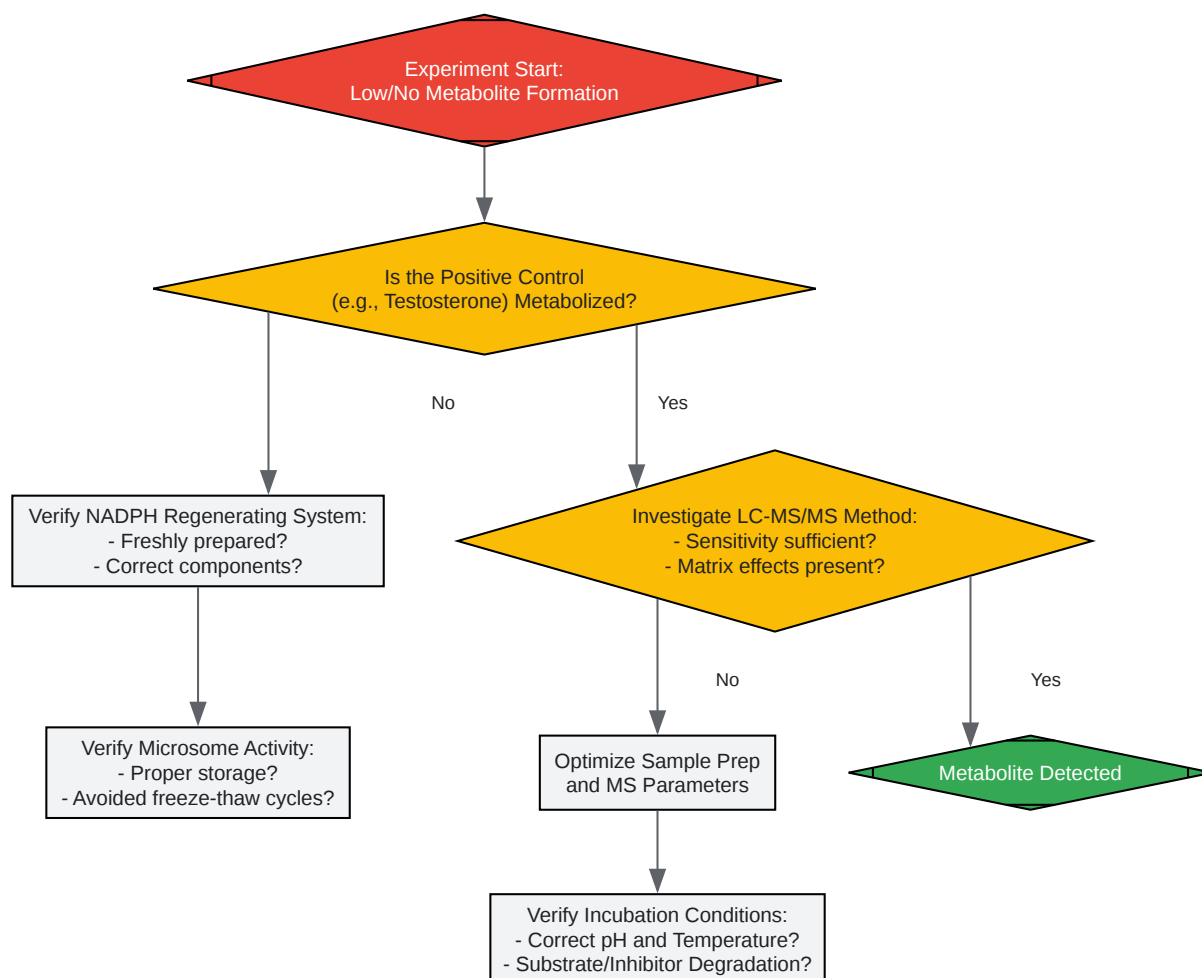 Experiment Start:
Low/No Metabolite Formation
Is the Positive Control
(e.g., Testosterone) Metabolized?
No
Yes
Verify NADPH Regenerating System:
- Freshly prepared?
- Correct components?
Investigate LC-MS/MS Method:
- Sensitivity sufficient?
- Matrix effects present?
No
Yes
Verify Microsome Activity:
- Proper storage?
- Avoided freeze-thaw cycles?
Optimize Sample Prep
and MS Parameters
Metabolite Detected
Verify Incubation Conditions:
- Correct pH and Temperature?
- Substrate/Inhibitor Degradation?